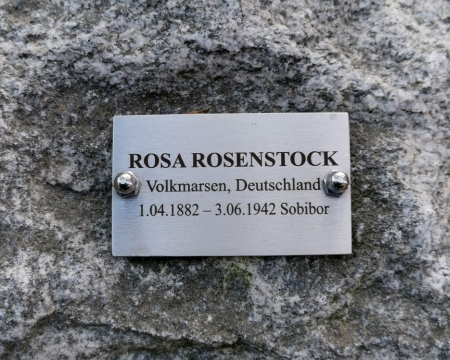 ROSA ROSENSTOCK
Volkmarsen, Deutschland
1.04.1882 – 3.06.1942 Sobibor